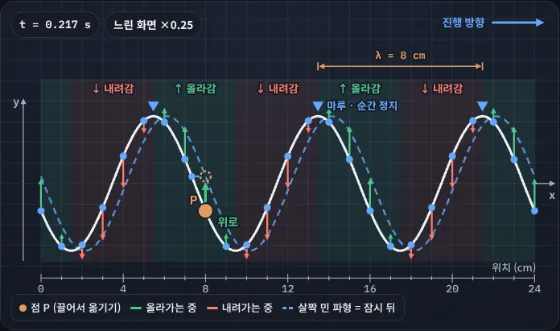 t = 0.217 s
느린 화면 ×0.25
진행 방향
λ = 8 cm
↓ 내려감
↑ 올라감
↓ 내려감
↑ 올라감
↓ 내려감
y
마루 · 순간 정지
P
위로
x
위치 (cm)
0 4 8 12 16 20 24
점 P (끌어서 옮기기)
올라가는 중
내려가는 중
살짝 민 파형 = 잠시 뒤